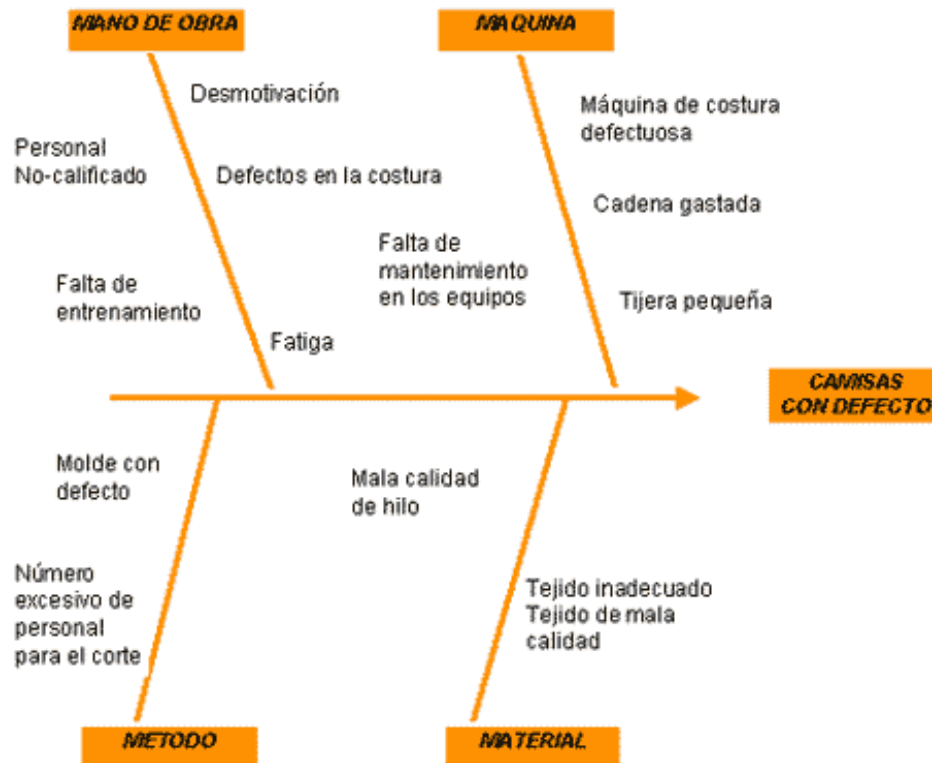 MANO DE OBRA
MAQUINA
Desmotivación
Máquina de costura
defectuosa
Personal
No-calificado
Defectos en la costura
Cadena gastada
Falta de
mantenimiento
en los equipos
Falta de
entrenamiento
Tijera pequeña
Fatiga
CAMISAS
CON DEFECTO
Molde con
defecto
Mala calidad
de hilo
Número
excesivo de
personal
para el corte
Tejido inadecuado
Tejido de mala
calidad
METODO
MATERIAL